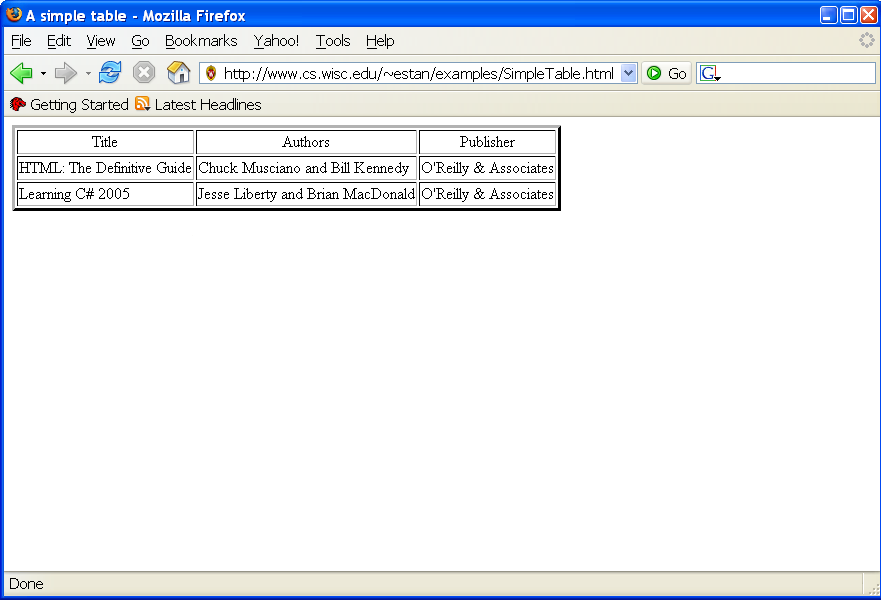 A simple table - Mozilla Firefox
File Edit View Go Bookmarks Yahoo! Tools Help
http://www.cs.wisc.edu/~estan/examples/SimpleTable.html Go G
Getting Started Latest Headlines
Title Authors Publisher
HTML: The Definitive Guide Chuck Musciano and Bill Kennedy O'Reilly & Associates
Learning C# 2005 Jesse Liberty and Brian MacDonald O'Reilly & Associates
Done